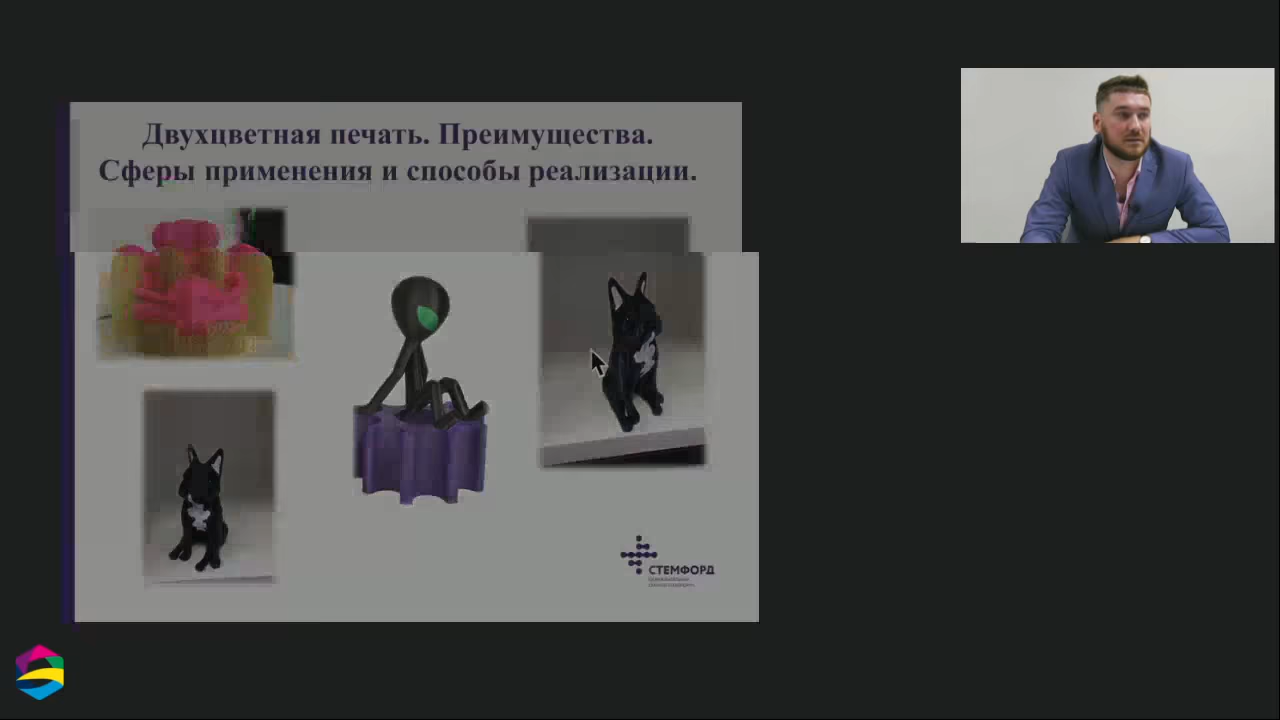 Двухцветная печать. Преимущества.
Сферы применения и способы реализации.
СТЕМФОРД